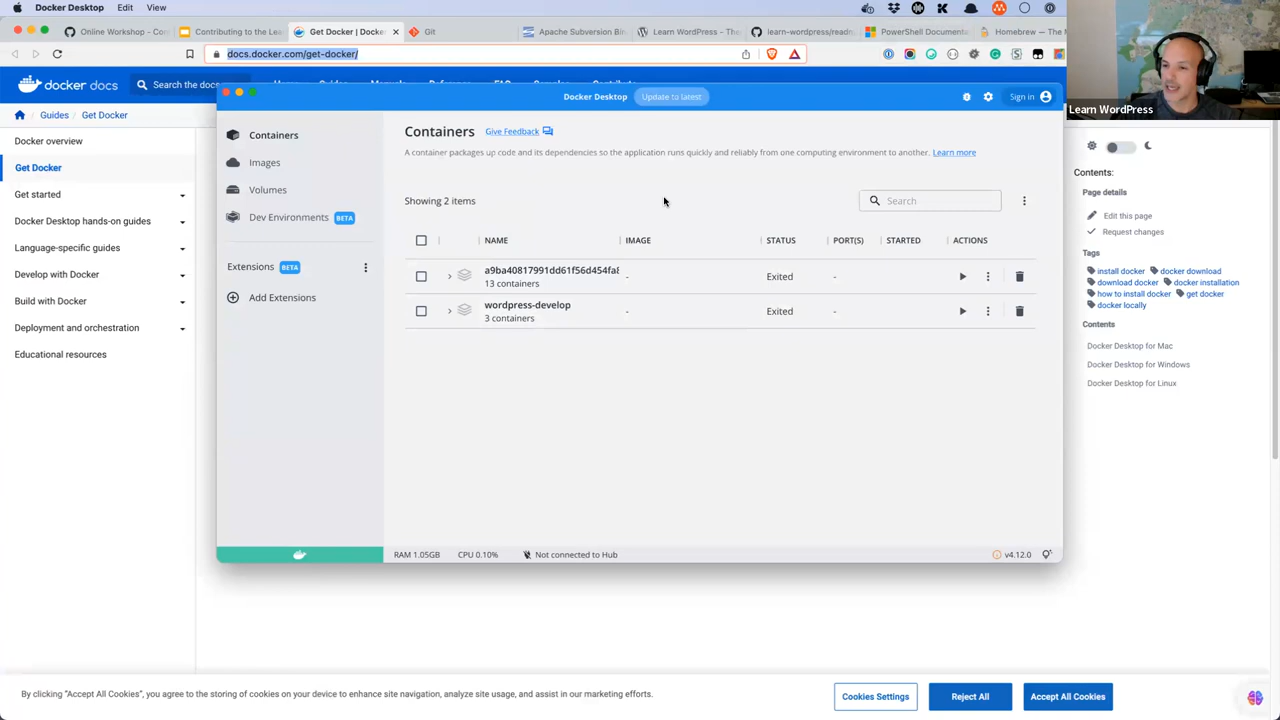 Docker Desktop Edit View
Online Workshop - Con
Contributing to the Lea
Get Docker | Docke
Git
Apache Subversion Bin
Learn WordPress – The
learn-wordpress/readm
PowerShell Documenta
Homebrew – The M
docs.docker.com/get-docker/
docker docs
Search the docs
Guides
Get Docker
Docker overview
Get Docker
Get started
Docker Desktop hands-on guides
Language-specific guides
Develop with Docker
Build with Docker
Deployment and orchestration
Educational resources
Docker Desktop Update to latest
Sign in
Containers
Images
Volumes
Dev Environments BETA
Extensions BETA
Add Extensions
Containers Give Feedback
A container packages up code and its dependencies so the application runs quickly and reliably from one computing environment to another. Learn more
Showing 2 items
Search
NAME IMAGE STATUS PORT(S) STARTED ACTIONS
a9ba40817991dd61f56d454fa8 - Exited -
13 containers
wordpress-develop - Exited -
3 containers
RAM 1.05GB CPU 0.10% Not connected to Hub
v4.12.0
Learn WordPress
Contents:
Page details
Edit this page
Request changes
Tags
install docker docker download
download docker docker installation
how to install docker get docker
docker locally
Contents
Docker Desktop for Mac
Docker Desktop for Windows
Docker Desktop for Linux
By clicking “Accept All Cookies”, you agree to the storing of cookies on your device to enhance site navigation, analyze site usage, and assist in our marketing efforts.
Cookies Settings
Reject All
Accept All Cookies